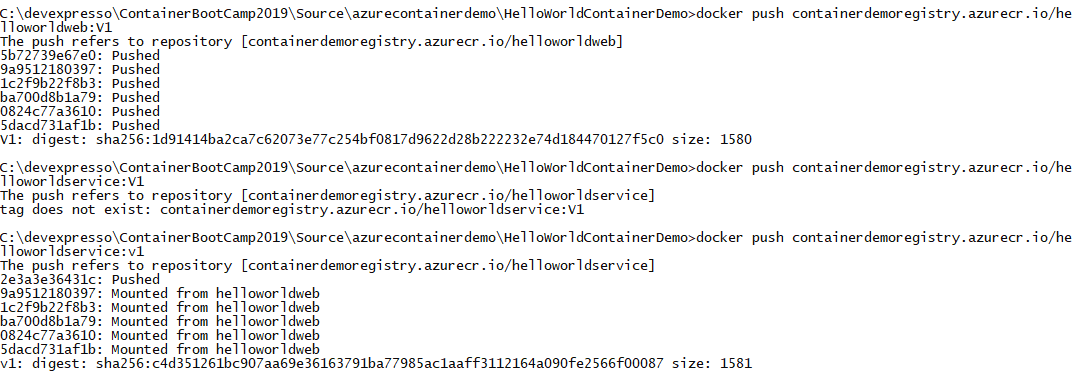 C:\devexpresso\ContainerBootCamp2019\Source\azurecontainerdemo\HelloWorldContainerDemo>docker push containerdemoregistry.azurecr.io/he
lloworldweb:V1
The push refers to repository [containerdemoregistry.azurecr.io/helloworldweb]
5b72739e67e0: Pushed
9a9512180397: Pushed
1c2f9b22f8b3: Pushed
ba700d8b1a79: Pushed
0824c77a3610: Pushed
5dacd731af1b: Pushed
V1: digest: sha256:1d91414ba2ca7c62073e77c254bf0817d9622d28b222232e74d184470127f5c0 size: 1580
C:\devexpresso\ContainerBootCamp2019\Source\azurecontainerdemo\HelloWorldContainerDemo>docker push containerdemoregistry.azurecr.io/he
lloworldservice:V1
The push refers to repository [containerdemoregistry.azurecr.io/helloworldservice]
tag does not exist: containerdemoregistry.azurecr.io/helloworldservice:V1
C:\devexpresso\ContainerBootCamp2019\Source\azurecontainerdemo\HelloWorldContainerDemo>docker push containerdemoregistry.azurecr.io/he
lloworldservice:v1
The push refers to repository [containerdemoregistry.azurecr.io/helloworldservice]
2e3a3e36431c: Pushed
9a9512180397: Mounted from helloworldweb
1c2f9b22f8b3: Mounted from helloworldweb
ba700d8b1a79: Mounted from helloworldweb
0824c77a3610: Mounted from helloworldweb
5dacd731af1b: Mounted from helloworldweb
v1: digest: sha256:c4d351261bc907aa69e36163791ba77985ac1aaff3112164a090fe2566f00087 size: 1581